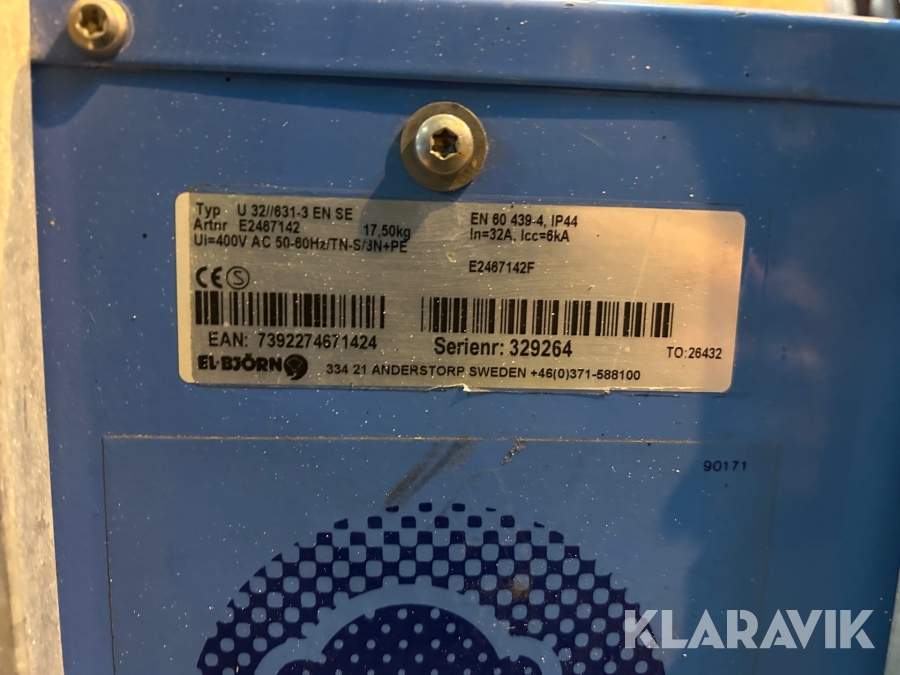 Typ U 32//631-3 EN SE
Artnr E2467142 17,50kg
Ui=400V AC 50-60Hz/TN-S/3N+PE
EN 60 439-4, IP44
In=32A, Icc=6kA
E2467142F
CE S
EAN: 7392274671424
Serienr: 329264
TO:26432
EL-BJÖRN
334 21 ANDERSTORP SWEDEN +46(0)371-588100
90171
KLARAVIK